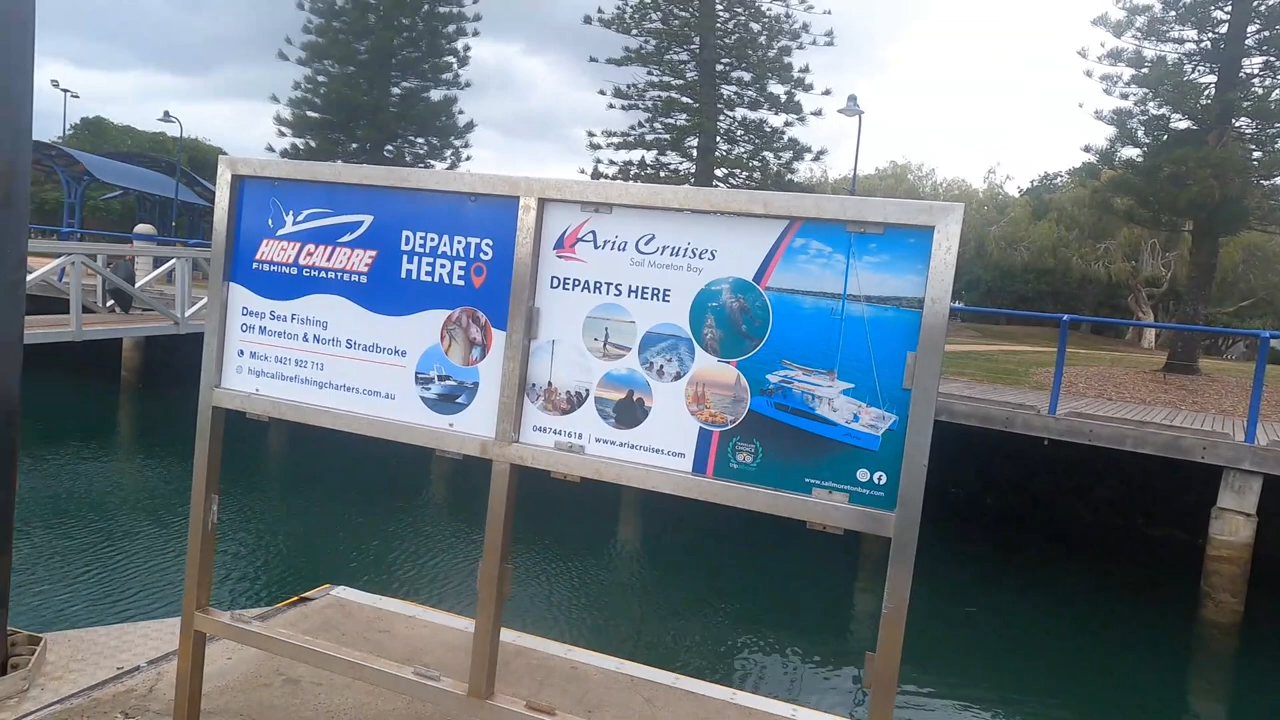 HIGH CALIBRE
FISHING CHARTERS
DEPARTS
HERE
Deep Sea Fishing
Off Moreton & North Stradbroke
Mick: 0421 922 713
highcalibrefishingcharters.com.au
Aria Cruises
Sail Moreton Bay
DEPARTS HERE
0487441618 | www.ariacruises.com
CHOICE
www.sailmoretonbay.com